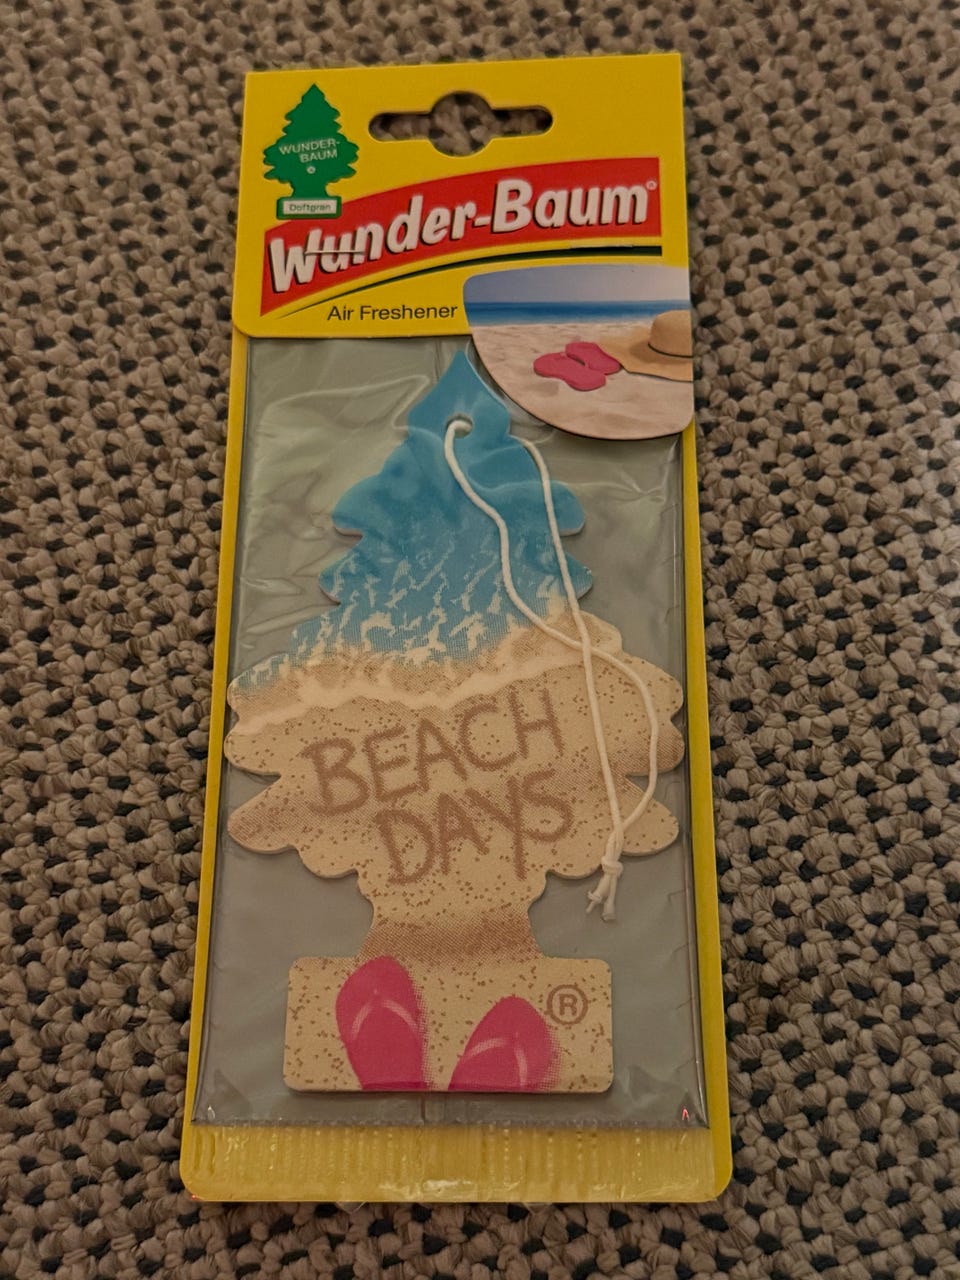 WUNDER-
BAUM
®
Doftgran
Wunder-Baum®
Air Freshener
BEACH
DAYS
®